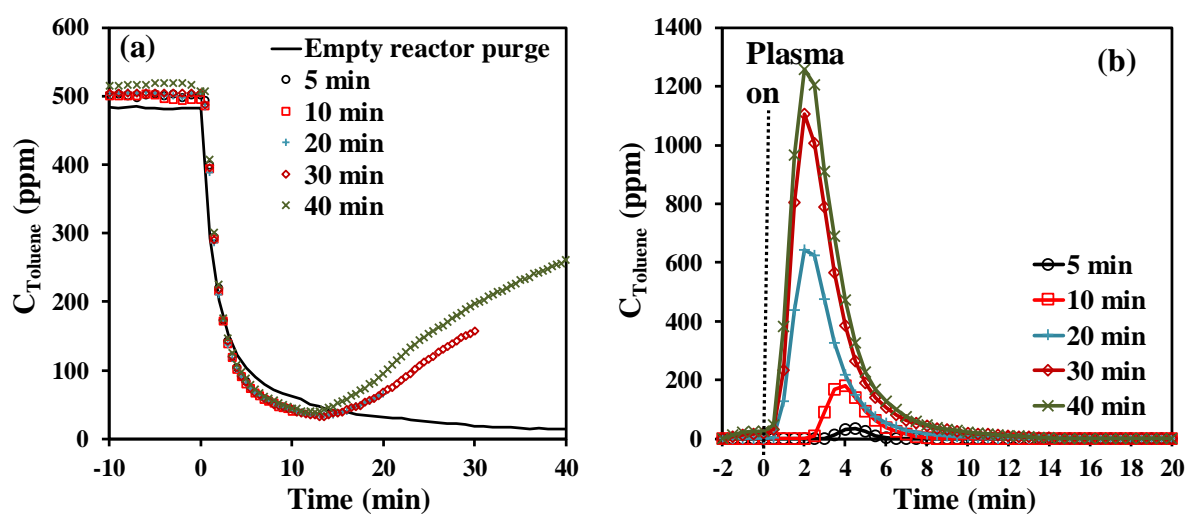 (a)
Empty reactor purge
5 min
10 min
20 min
30 min
40 min
600
500
400
300
200
100
0
-10
0
10
20
30
40
C_Toluene (ppm)
Time (min)
(b)
Plasma
on
5 min
10 min
20 min
30 min
40 min
1400
1200
1000
800
600
400
200
0
-2
0
2
4
6
8
10
12
14
16
18
20
C_Toluene (ppm)
Time (min)